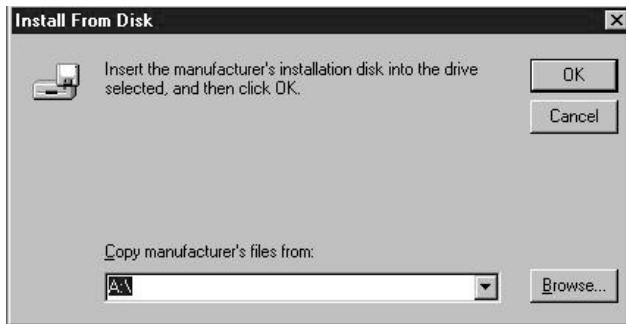 Install From Disk
Insert the manufacturer's installation disk into the drive
selected, and then click OK.
OK
Cancel
Copy manufacturer's files from:
A:\
Browse...